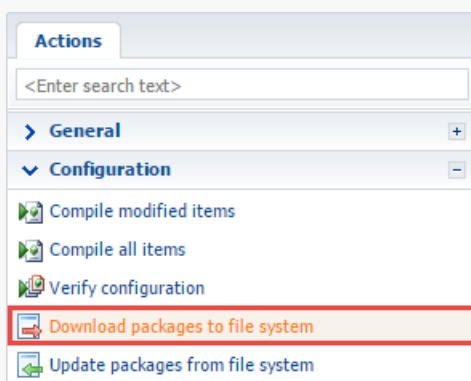 Actions
<Enter search text>
General
Configuration
Compile modified items
Compile all items
Verify configuration
Download packages to file system
Update packages from file system